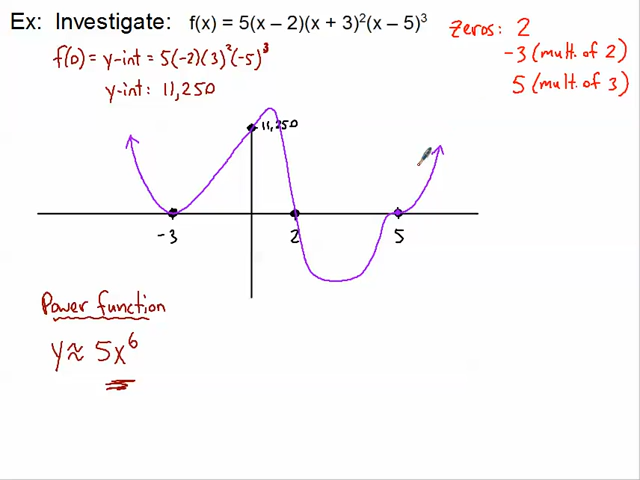 Ex: Investigate: f(x) = 5(x – 2)(x + 3)²(x – 5)³
zeros: 2
-3 (mult. of 2)
5 (mult. of 3)
f(0) = y-int = 5(-2)(3)²(-5)³
y-int: 11,250
11,250
-3 2 5
Power function
y ≈ 5x⁶